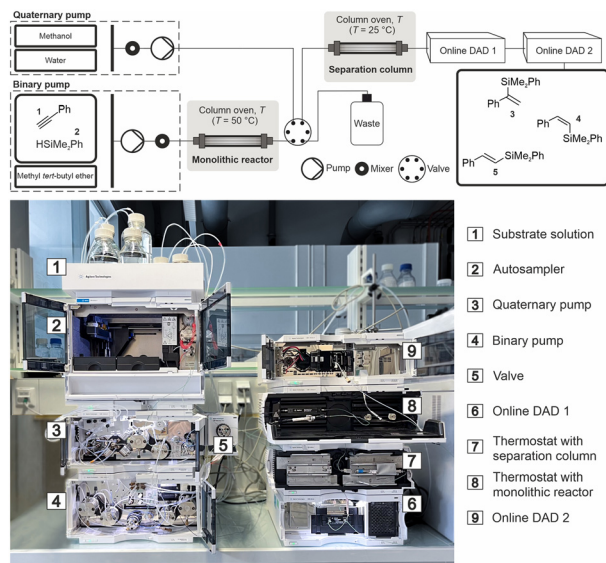 Quaternary pump
Methanol
Water
Binary pump
1
Ph
2
HSiMe2Ph
Methyl tert-butyl ether
Column oven, T
(T = 50 °C)
Monolithic reactor
Column oven, T
(T = 25 °C)
Separation column
Waste
Pump
Mixer
Valve
Online DAD 1
Online DAD 2
SiMe2Ph
Ph
3
4
Ph
SiMe2Ph
SiMe2Ph
Ph
5
1
2
3
4
5
9
8
7
6
Agilent Technologies
1 Substrate solution
2 Autosampler
3 Quaternary pump
4 Binary pump
5 Valve
6 Online DAD 1
7 Thermostat with
separation column
8 Thermostat with
monolithic reactor
9 Online DAD 2